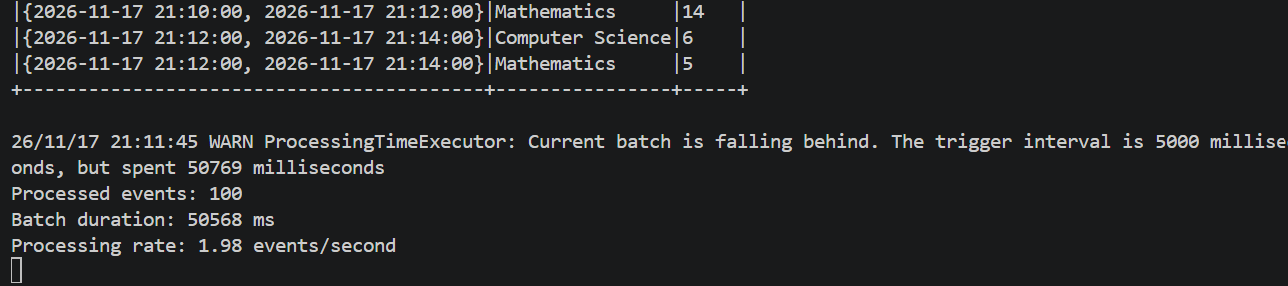 |{2026-11-17 21:10:00, 2026-11-17 21:12:00}|Mathematics     |14   |
|{2026-11-17 21:12:00, 2026-11-17 21:14:00}|Computer Science|6    |
|{2026-11-17 21:12:00, 2026-11-17 21:14:00}|Mathematics     |5    |
+------------------------------------------+----------------+-----+
26/11/17 21:11:45 WARN ProcessingTimeExecutor: Current batch is falling behind. The trigger interval is 5000 millise
onds, but spent 50769 milliseconds
Processed events: 100
Batch duration: 50568 ms
Processing rate: 1.98 events/second